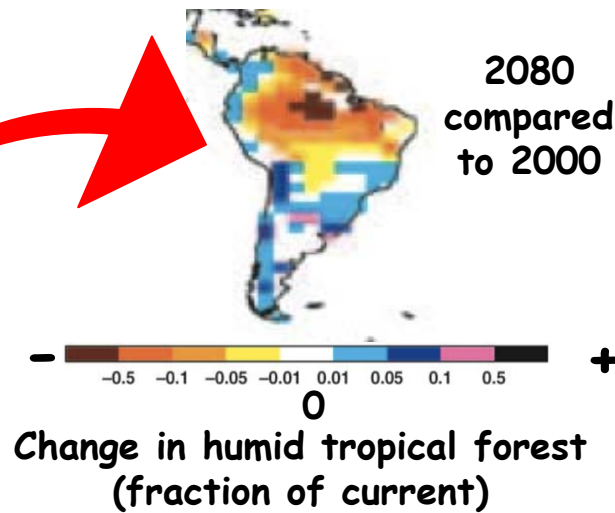 2080
compared
to 2000
- +
−0.5 −0.1 −0.05 −0.01 0.01 0.05 0.1 0.5
0
Change in humid tropical forest
(fraction of current)